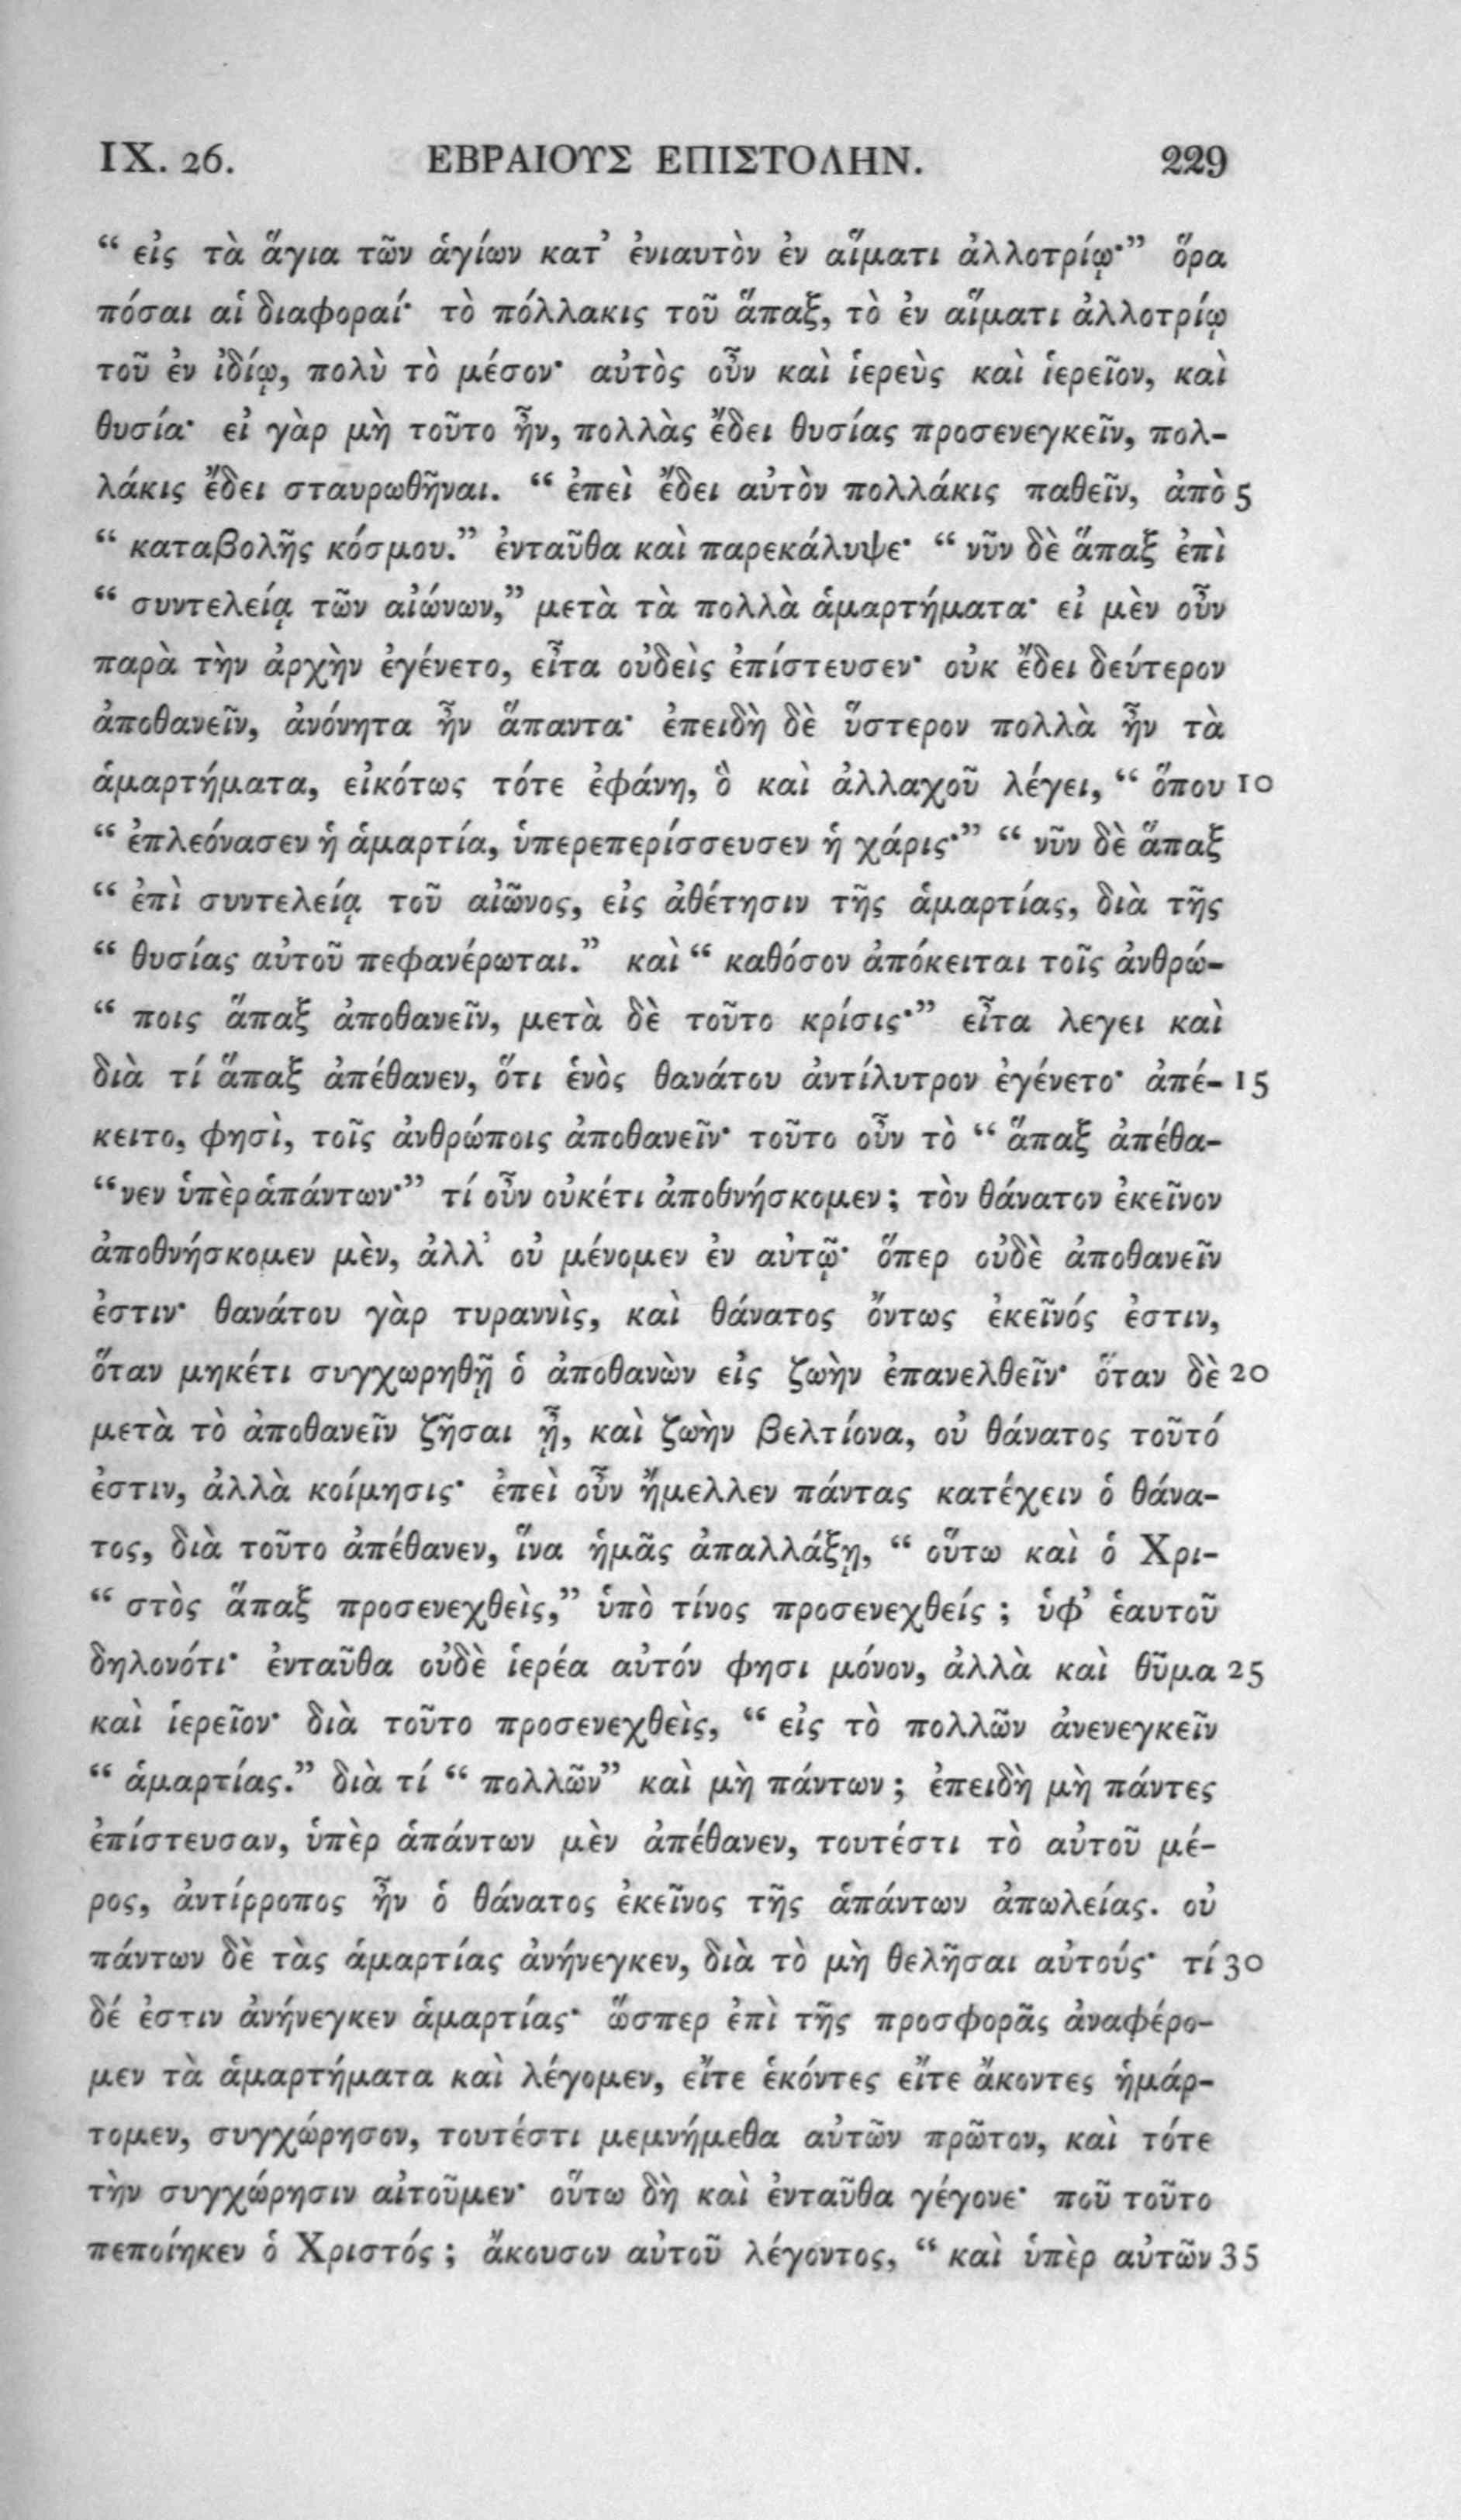 IX. 26. ΕΒΡΑΙΟΥΣ ΕΠΙΣΤΟΛΗΝ. 229
“ εἰς τὰ ἅγια τῶν ἁγίων κατ’ ἐνιαυτὸν ἐν αἵματι ἀλλοτρίῳ·” ὅρα
πόσαι αἱ διαφοραί· τὸ πόλλακις τοῦ ἅπαξ, τὸ ἐν αἵματι ἀλλοτρίῳ
τοῦ ἐν ἰδίῳ, πολὺ τὸ μέσον· αὐτὸς οὖν καὶ ἱερεὺς καὶ ἱερεῖον, καὶ
θυσία· εἰ γὰρ μὴ τοῦτο ἦν, πολλὰς ἔδει θυσίας προσενεγκεῖν, πολ-
λάκις ἔδει σταυρωθῆναι. “ ἐπεὶ ἔδει αὐτὸν πολλάκις παθεῖν, ἀπὸ 5
“ καταβολῆς κόσμου.” ἐνταῦθα καὶ παρεκάλυψε· “ νῦν δὲ ἅπαξ ἐπὶ
“ συντελείᾳ τῶν αἰώνων,” μετὰ τὰ πολλὰ ἁμαρτήματα· εἰ μὲν οὖν
παρὰ τὴν ἀρχὴν ἐγένετο, εἶτα οὐδεὶς ἐπίστευσεν· οὐκ ἔδει δεύτερον
ἀποθανεῖν, ἀνόνητα ἦν ἅπαντα· ἐπειδὴ δὲ ὕστερον πολλὰ ἦν τὰ
ἁμαρτήματα, εἰκότως τότε ἐφάνη, ὃ καὶ ἀλλαχοῦ λέγει, “ ὅπου 10
“ ἐπλεόνασεν ἡ ἁμαρτία, ὑπερεπερίσσευσεν ἡ χάρις·” “ νῦν δὲ ἅπαξ
“ ἐπὶ συντελείᾳ τοῦ αἰῶνος, εἰς ἀθέτησιν τῆς ἁμαρτίας, διὰ τῆς
“ θυσίας αὐτοῦ πεφανέρωται.” καὶ “ καθόσον ἀπόκειται τοῖς ἀνθρώ-
“ ποις ἅπαξ ἀποθανεῖν, μετὰ δὲ τοῦτο κρίσις·” εἶτα λεγει καὶ
διὰ τί ἅπαξ ἀπέθανεν, ὅτι ἑνὸς θανάτου ἀντίλυτρον ἐγένετο· ἀπέ- 15
κειτο, φησὶ, τοῖς ἀνθρώποις ἀποθανεῖν· τοῦτο οὖν τὸ “ ἅπαξ ἀπέθα-
“ νεν ὑπὲρ ἁπάντων·” τί οὖν οὐκέτι ἀποθνήσκομεν ; τὸν θάνατον ἐκεῖνον
ἀποθνήσκομεν μὲν, ἀλλ’ οὐ μένομεν ἐν αὐτῷ· ὅπερ οὐδὲ ἀποθανεῖν
ἐστιν· θανάτου γὰρ τυραννὶς, καὶ θάνατος ὄντως ἐκεῖνός ἐστιν,
ὅταν μηκέτι συγχωρηθῇ ὁ ἀποθανὼν εἰς ζωὴν ἐπανελθεῖν· ὅταν δὲ 20
μετὰ τὸ ἀποθανεῖν ζῆσαι ᾖ, καὶ ζωὴν βελτίονα, οὐ θάνατος τοῦτό
ἐστιν, ἀλλὰ κοίμησις· ἐπεὶ οὖν ἤμελλεν πάντας κατέχειν ὁ θάνα-
τος, διὰ τοῦτο ἀπέθανεν, ἵνα ἡμᾶς ἀπαλλάξῃ, “ οὕτω καὶ ὁ Χρι-
“ στὸς ἅπαξ προσενεχθεὶς,” ὑπὸ τίνος προσενεχθείς ; ὑφ’ ἑαυτοῦ
δηλονότι· ἐνταῦθα οὐδὲ ἱερέα αὐτόν φησι μόνον, ἀλλὰ καὶ θῦμα 25
καὶ ἱερεῖον· διὰ τοῦτο προσενεχθεὶς, “ εἰς τὸ πολλῶν ἀνενεγκεῖν
“ ἁμαρτίας.” διὰ τί “ πολλῶν” καὶ μὴ πάντων ; ἐπειδὴ μὴ πάντες
ἐπίστευσαν, ὑπὲρ ἁπάντων μὲν ἀπέθανεν, τουτέστι τὸ αὐτοῦ μέ-
ρος, ἀντίρροπος ἦν ὁ θάνατος ἐκεῖνος τῆς ἁπάντων ἀπωλείας. οὐ
πάντων δὲ τὰς ἁμαρτίας ἀνήνεγκεν, διὰ τὸ μὴ θελῆσαι αὐτούς· τί 30
δέ ἐστιν ἀνήνεγκεν ἁμαρτίας· ὥσπερ ἐπὶ τῆς προσφορᾶς ἀναφέρο-
μεν τὰ ἁμαρτήματα καὶ λέγομεν, εἴτε ἑκόντες εἴτε ἄκοντες ἡμάρ-
τομεν, συγχώρησον, τουτέστι μεμνήμεθα αὐτῶν πρῶτον, καὶ τότε
τὴν συγχώρησιν αἰτοῦμεν· οὕτω δὴ καὶ ἐνταῦθα γέγονε· ποῦ τοῦτο
πεποίηκεν ὁ Χριστός ; ἄκουσον αὐτοῦ λέγοντος, “ καὶ ὑπὲρ αὐτῶν 35